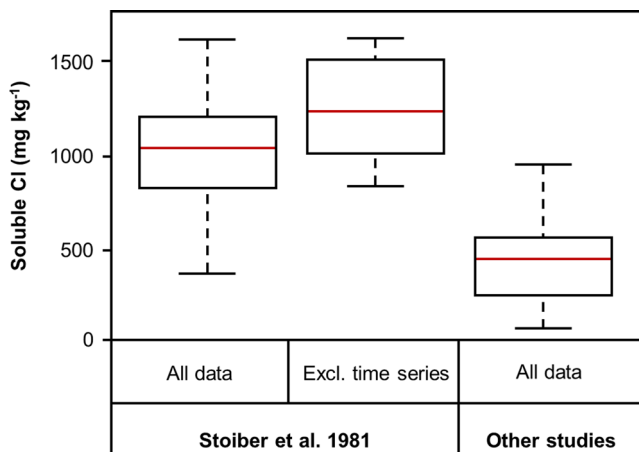 Soluble Cl (mg kg-1)
1500
1000
500
0
All data
Excl. time series
All data
Stoiber et al. 1981
Other studies